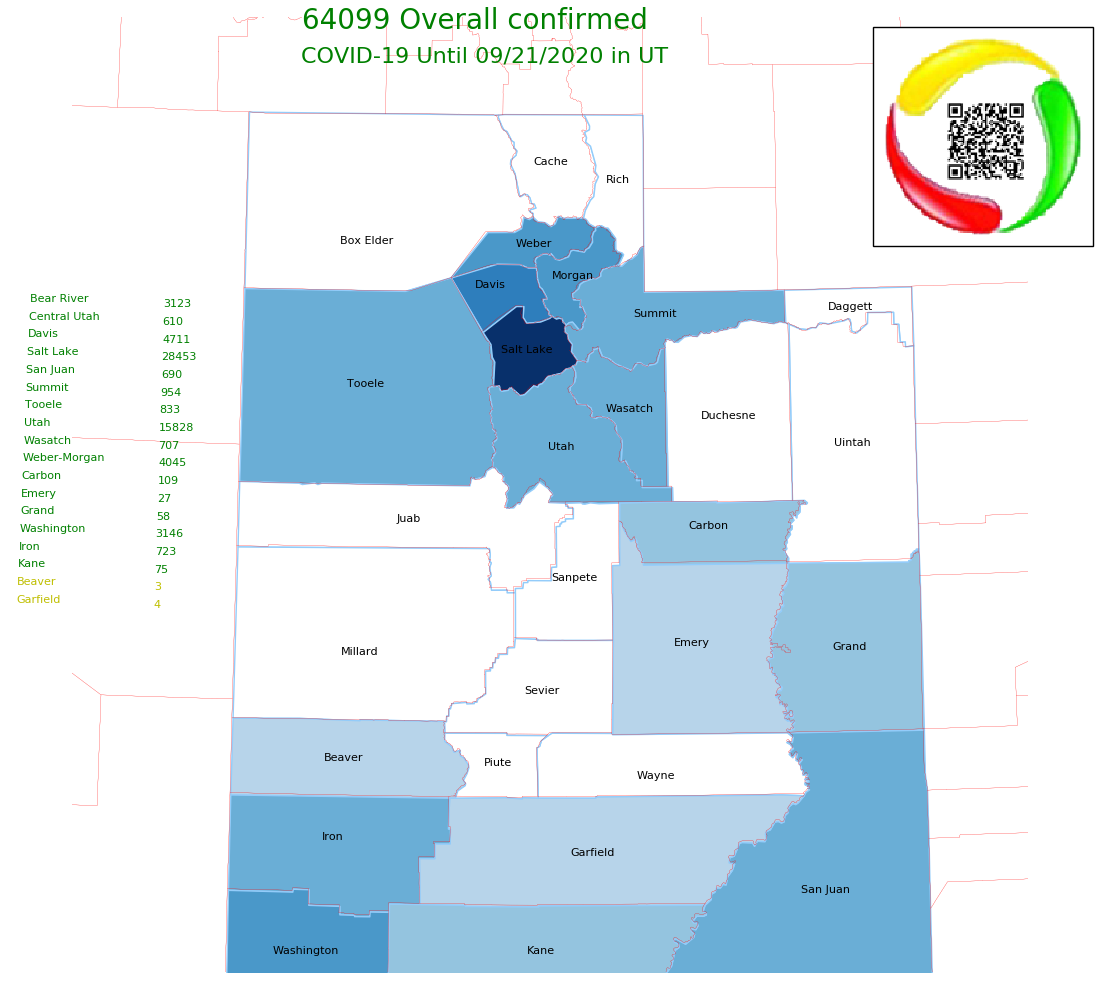 64099 Overall confirmed
COVID-19 Until 09/21/2020 in UT
Cache
Rich
Box Elder
Weber
Morgan
Davis
Summit
Daggett
Salt Lake
Tooele
Wasatch
Duchesne
Utah
Uintah
Juab
Carbon
Sanpete
Emery
Grand
Millard
Sevier
Beaver
Piute
Wayne
Iron
Garfield
San Juan
Washington
Kane
Bear River 3123
Central Utah 610
Davis 4711
Salt Lake 28453
San Juan 690
Summit 954
Tooele 833
Utah 15828
Wasatch 707
Weber-Morgan 4045
Carbon 109
Emery 27
Grand 58
Washington 3146
Iron 723
Kane 75
Beaver 3
Garfield 4